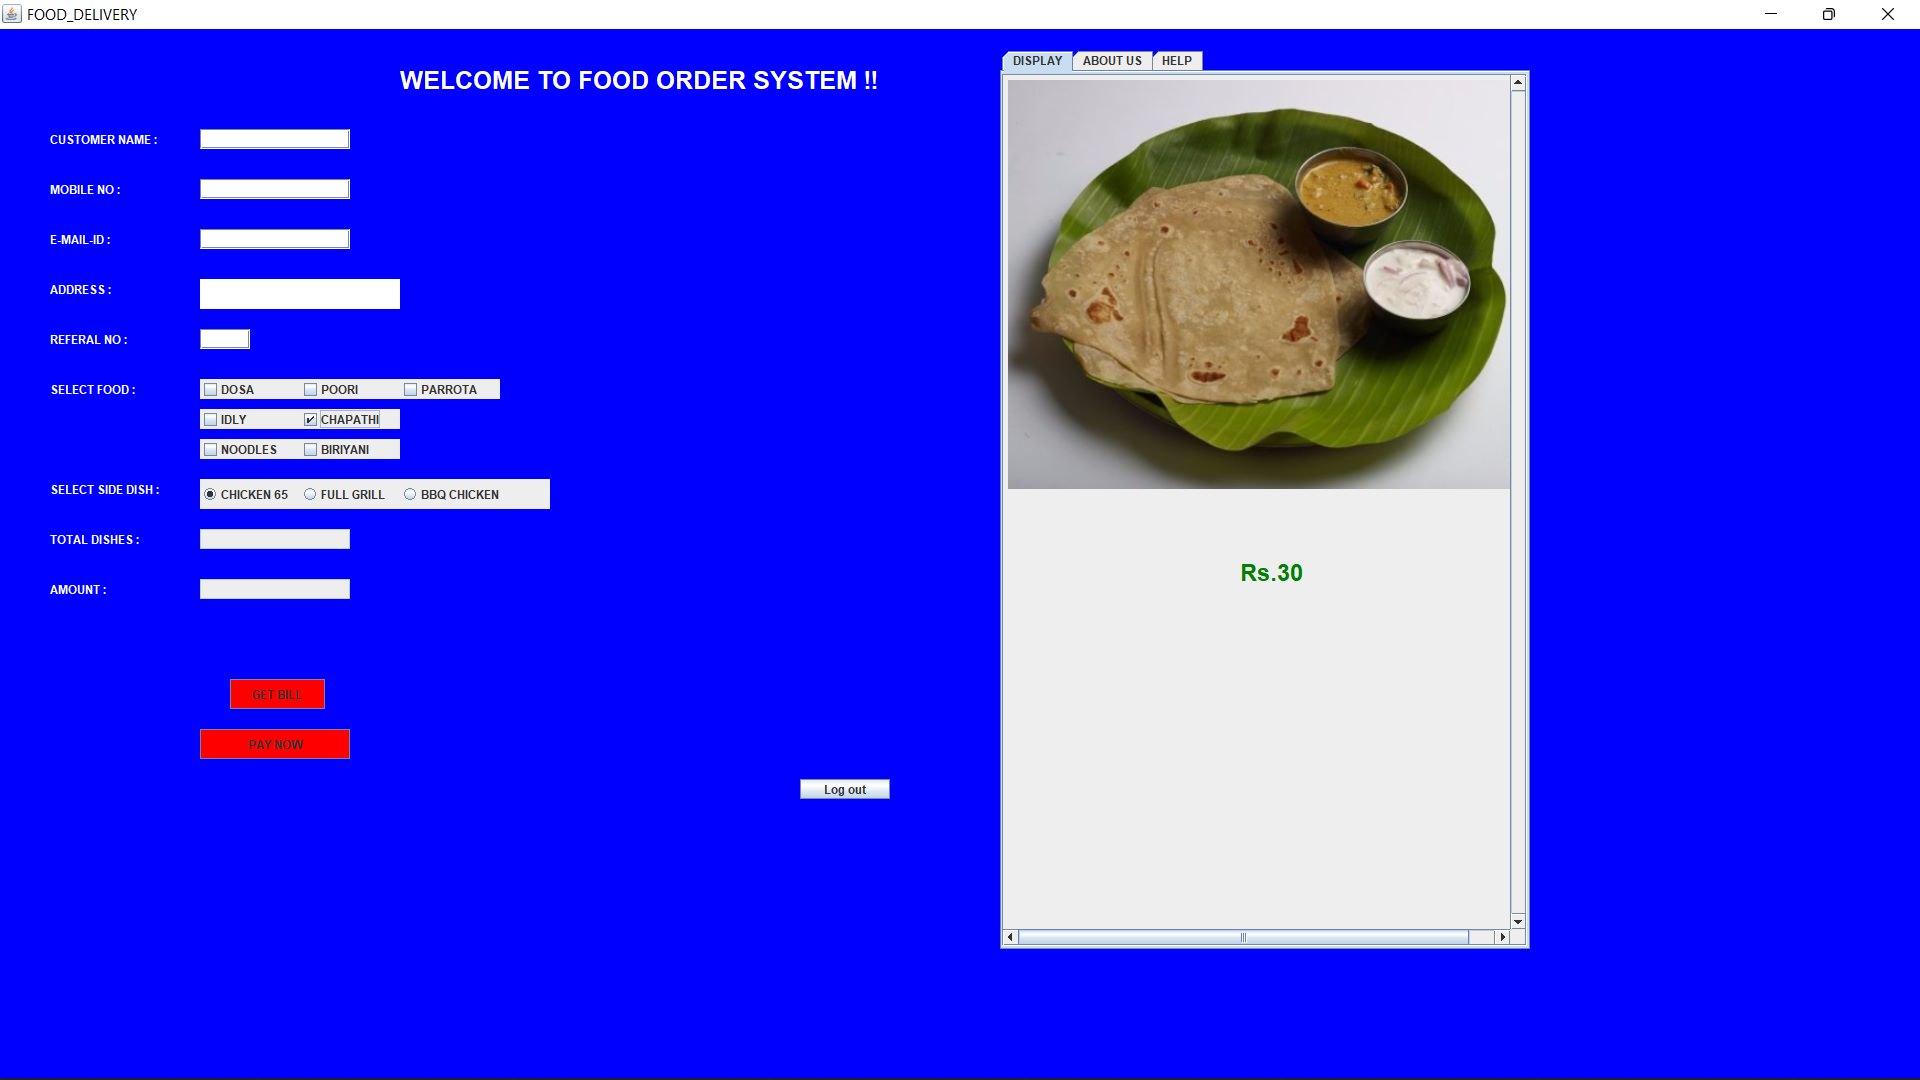 FOOD_DELIVERY
WELCOME TO FOOD ORDER SYSTEM !!
CUSTOMER NAME :
MOBILE NO :
E-MAIL-ID :
ADDRESS :
REFERAL NO :
SELECT FOOD :
DOSA POORI PARROTA
IDLY CHAPATHI
NOODLES BIRIYANI
SELECT SIDE DISH :
CHICKEN 65 FULL GRILL BBQ CHICKEN
TOTAL DISHES :
AMOUNT :
GET BILL
PAY NOW
Log out
DISPLAY ABOUT US HELP
Rs.30